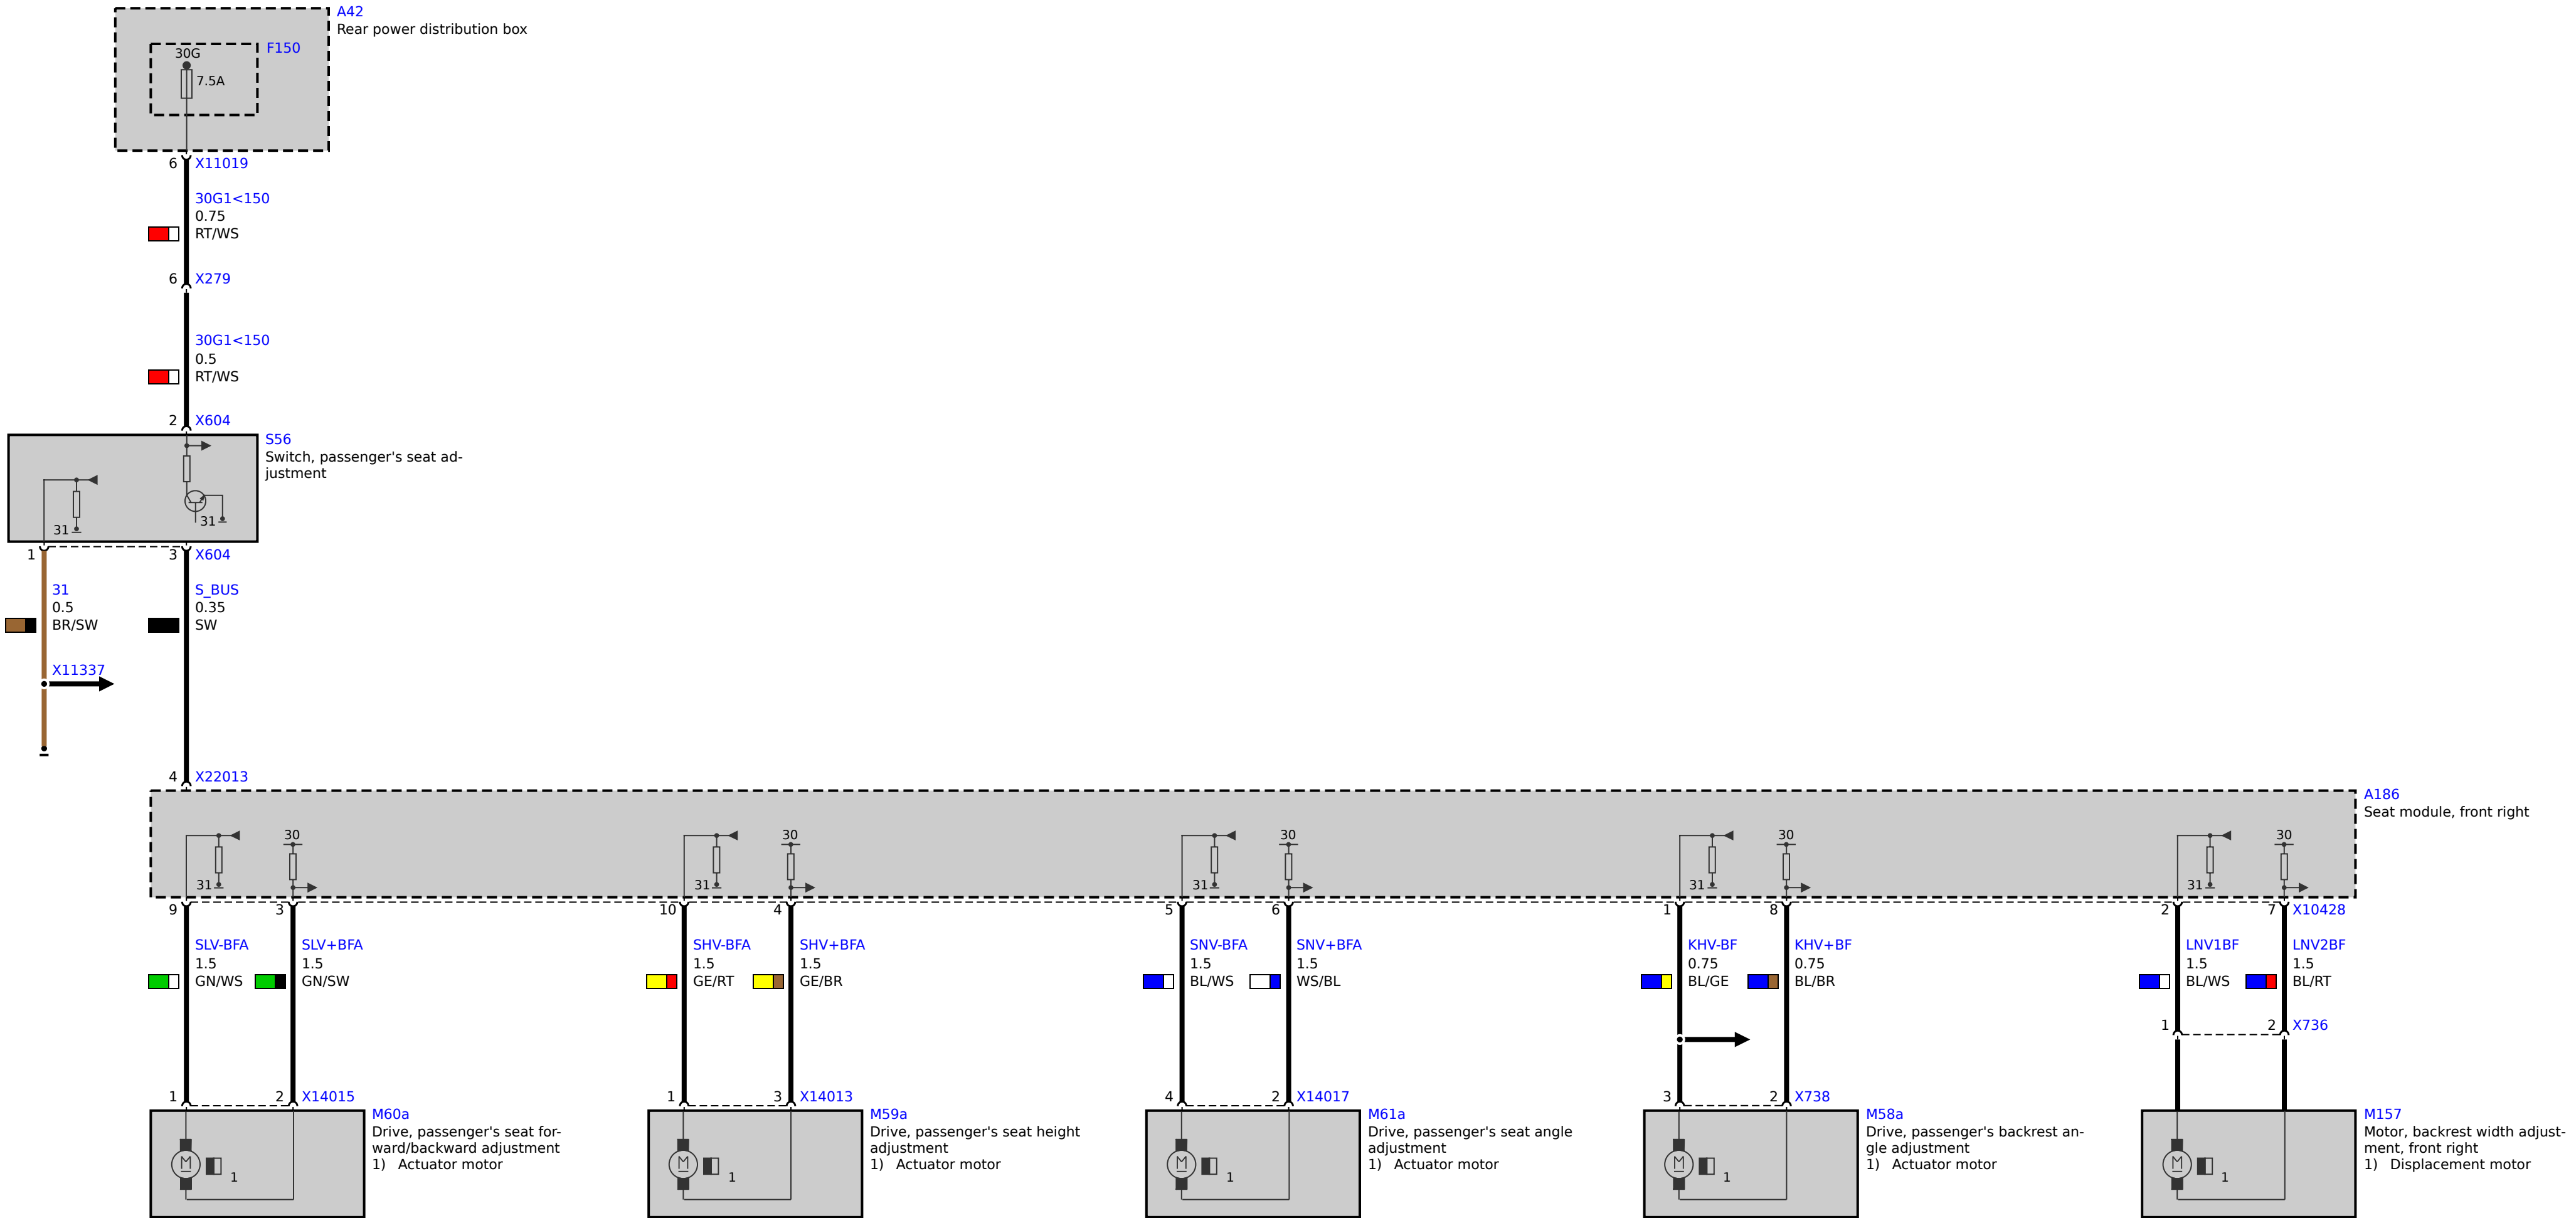 A42
Rear power distribution box
F150
30G
7.5A
6 X11019
30G1<150
0.75
RT/WS
6 X279
30G1<150
0.5
RT/WS
2 X604
S56
Switch, passenger's seat ad-
justment
31
31
1 3 X604
31 S_BUS
0.5 0.35
BR/SW SW
X11337
4 X22013
A186
Seat module, front right
30 30 30 30 30
31 31 31 31 31
9 3 10 4 5 6 1 8 2 7 X10428
SLV-BFA SLV+BFA SHV-BFA SHV+BFA SNV-BFA SNV+BFA KHV-BF KHV+BF LNV1BF LNV2BF
1.5 1.5 1.5 1.5 1.5 1.5 0.75 0.75 1.5 1.5
GN/WS GN/SW GE/RT GE/BR BL/WS WS/BL BL/GE BL/BR BL/WS BL/RT
1 2 X736
1 2 X14015 1 3 X14013 4 2 X14017 3 2 X738
M60a
Drive, passenger's seat for-
ward/backward adjustment
1) Actuator motor
M
1
M59a
Drive, passenger's seat height
adjustment
1) Actuator motor
M
1
M61a
Drive, passenger's seat angle
adjustment
1) Actuator motor
M
1
M58a
Drive, passenger's backrest an-
gle adjustment
1) Actuator motor
M
1
M157
Motor, backrest width adjust-
ment, front right
1) Displacement motor
M
1